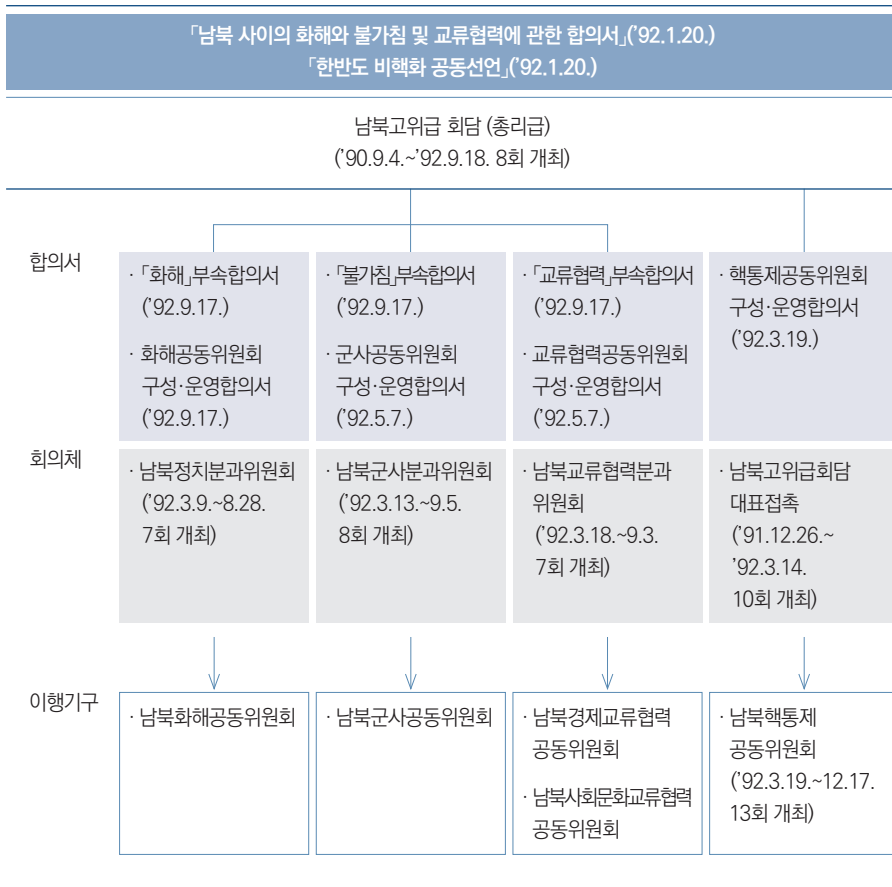 「남북 사이의 화해와 불가침 및 교류협력에 관한 합의서」('92.1.20.)
「한반도 비핵화 공동선언」('92.1.20.)
남북고위급 회담 (총리급)
('90.9.4.~'92.9.18. 8회 개최)
합의서
· 「화해」부속합의서
('92.9.17.)
· 화해공동위원회
구성·운영합의서
('92.9.17.)
· 「불가침」부속합의서
('92.9.17.)
· 군사공동위원회
구성·운영합의서
('92.5.7.)
· 「교류협력」부속합의서
('92.9.17.)
· 교류협력공동위원회
구성·운영합의서
('92.5.7.)
· 핵통제공동위원회
구성·운영합의서
('92.3.19.)
회의체
· 남북정치분과위원회
('92.3.9.~8.28.
7회 개최)
· 남북군사분과위원회
('92.3.13.~9.5.
8회 개최)
· 남북교류협력분과
위원회
('92.3.18.~9.3.
7회 개최)
· 남북고위급회담
대표접촉
('91.12.26.~
'92.3.14.
10회 개최)
이행기구
· 남북화해공동위원회
· 남북군사공동위원회
· 남북경제교류협력
공동위원회
· 남북사회문화교류협력
공동위원회
· 남북핵통제
공동위원회
('92.3.19.~12.17.
13회 개최)